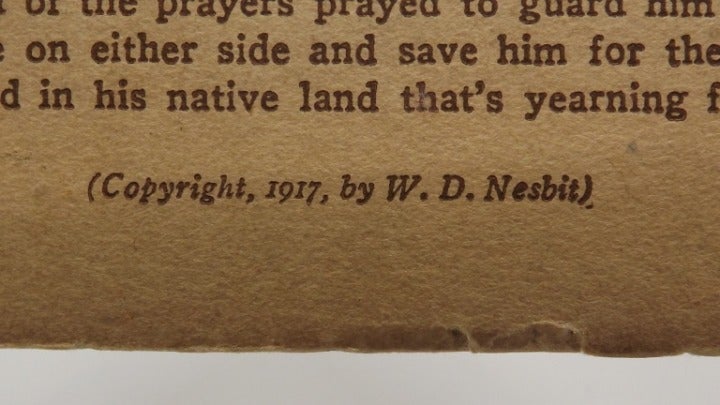 of the prayers prayed to guard him
on either side and save him for the
in his native land that's yearning
(Copyright, 1917, by W. D. Nesbit)